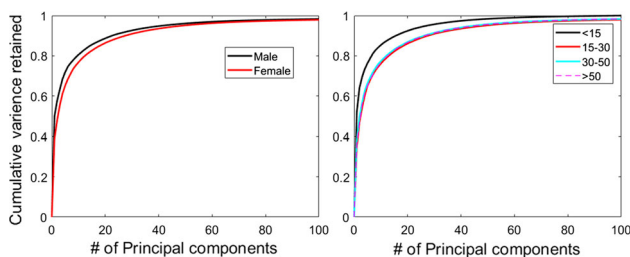 Cumulative varience retained
1
0.8
0.6
0.4
0.2
0
0 20 40 60 80 100
# of Principal components
Male
Female
1
0.8
0.6
0.4
0.2
0
0 20 40 60 80 100
# of Principal components
<15
15-30
30-50
>50